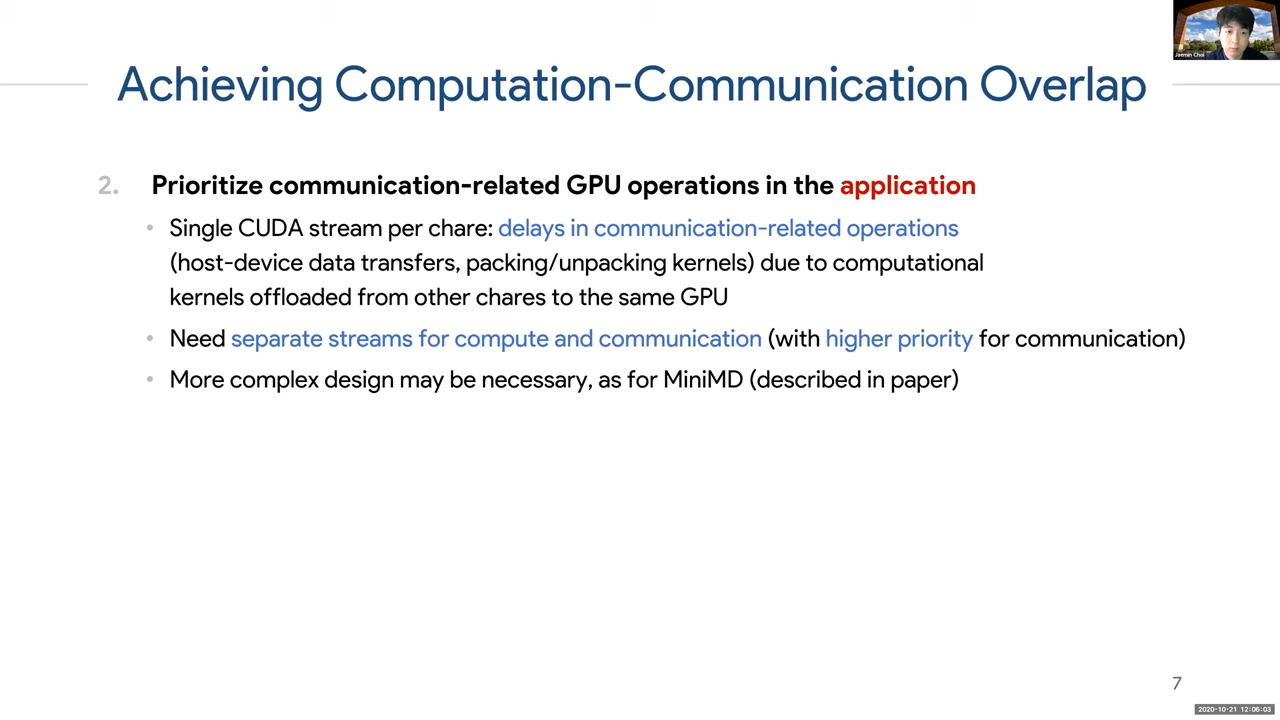 Jaemin Choi
Achieving Computation-Communication Overlap
2. Prioritize communication-related GPU operations in the application
• Single CUDA stream per chare: delays in communication-related operations
(host-device data transfers, packing/unpacking kernels) due to computational
kernels offloaded from other chares to the same GPU
• Need separate streams for compute and communication (with higher priority for communication)
• More complex design may be necessary, as for MiniMD (described in paper)
7
2020-10-21 12:06:03